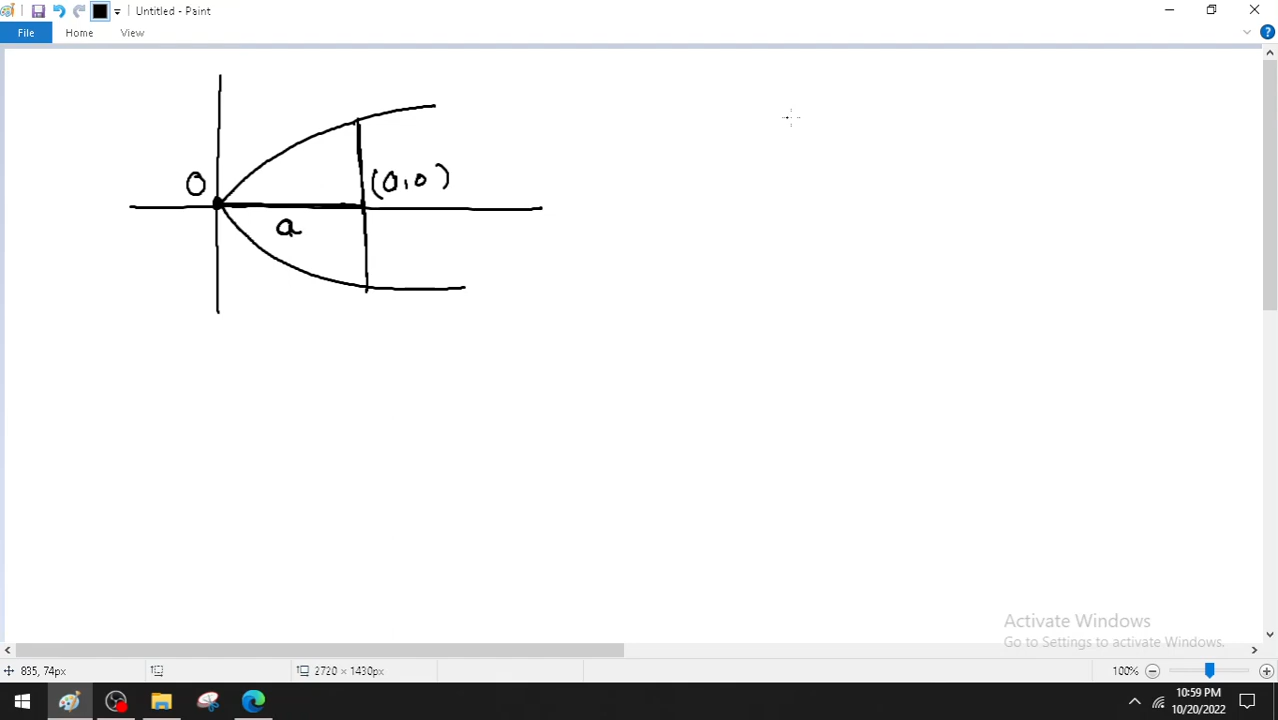 Untitled - Paint
File Home View
O
(0,0)
a
Activate Windows
Go to Settings to activate Windows.
835, 74px
2720 × 1430px
100%
10:59 PM
10/20/2022